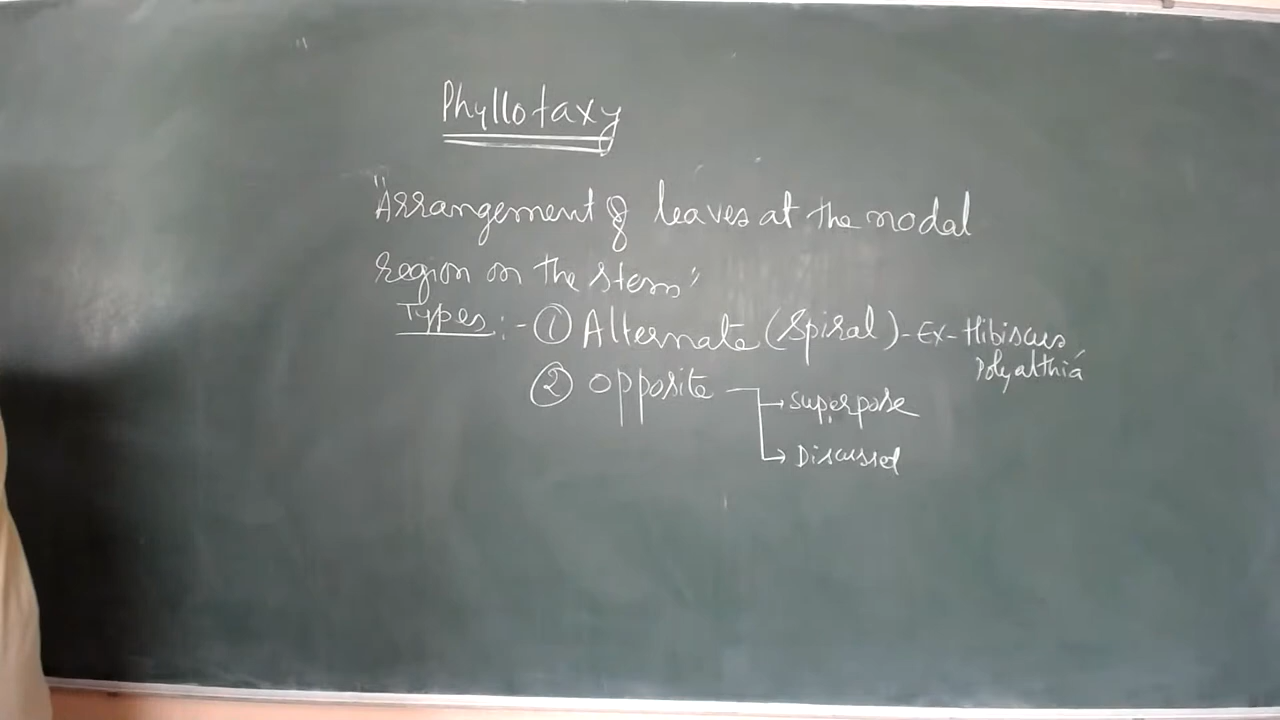 Phyllotaxy
"Arrangement of leaves at the nodal
region on the stem"
Types:- ① Alternate (Spiral) - Ex- Hibiscus,
Polyalthia
② opposite
→ superpose
→ Discussed